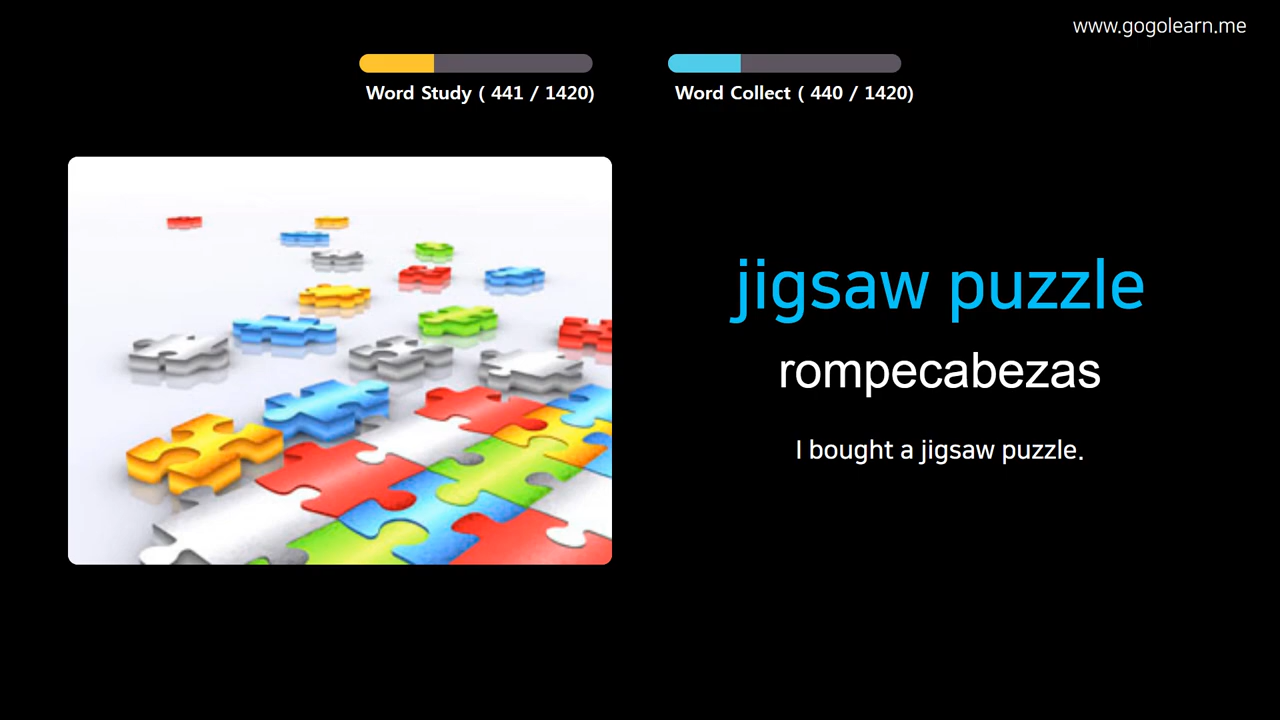 www.gogolearn.me
Word Study ( 441 / 1420)
Word Collect ( 440 / 1420)
jigsaw puzzle
rompecabezas
I bought a jigsaw puzzle.